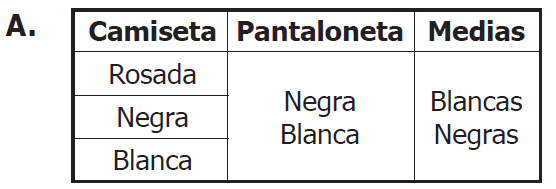 A.
Camiseta Pantaloneta Medias
Rosada
Negra
Blanca
Negra
Blanca
Blancas
Negras